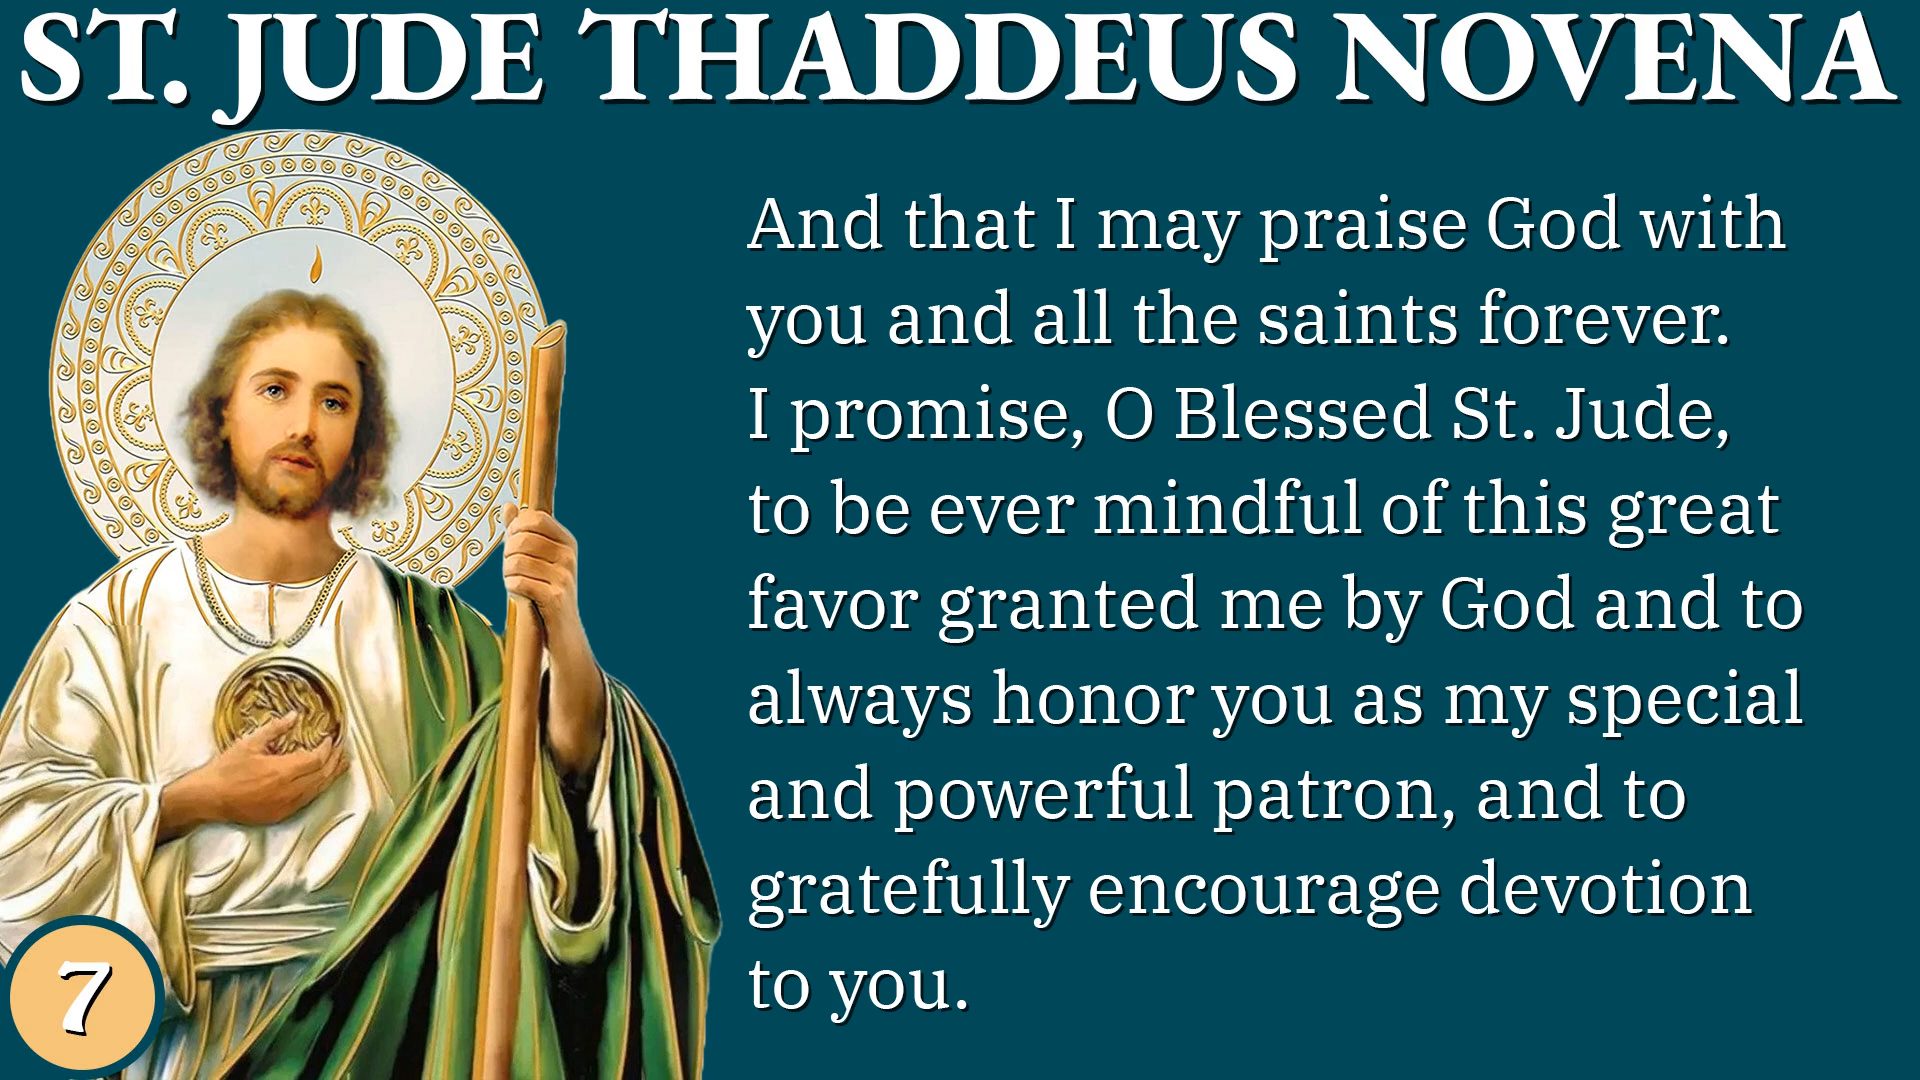 ST. JUDE THADDEUS NOVENA
And that I may praise God with
you and all the saints forever.
I promise, O Blessed St. Jude,
to be ever mindful of this great
favor granted me by God and to
always honor you as my special
and powerful patron, and to
gratefully encourage devotion
to you.
7